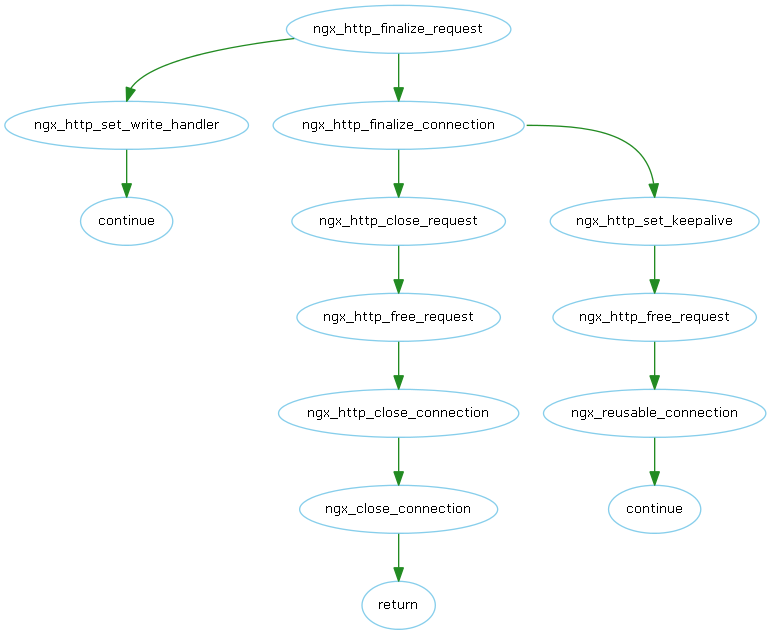 ngx_http_finalize_request
ngx_http_set_write_handler
ngx_http_finalize_connection
continue
ngx_http_close_request
ngx_http_set_keepalive
ngx_http_free_request
ngx_http_free_request
ngx_http_close_connection
ngx_reusable_connection
ngx_close_connection
continue
return